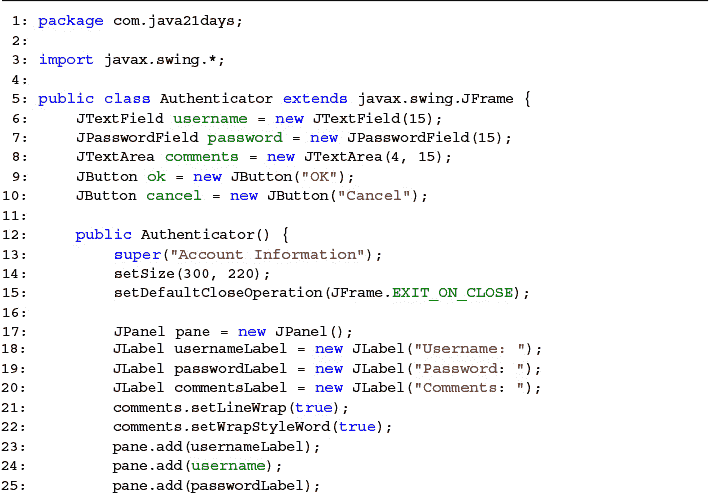 1: package com.java21days;
2:
3: import javax.swing.*;
4:
5: public class Authenticator extends javax.swing.JFrame {
6:     JTextField username = new JTextField(15);
7:     JPasswordField password = new JPasswordField(15);
8:     JTextArea comments = new JTextArea(4, 15);
9:     JButton ok = new JButton("OK");
10:     JButton cancel = new JButton("Cancel");
11:
12:     public Authenticator() {
13:         super("Account Information");
14:         setSize(300, 220);
15:         setDefaultCloseOperation(JFrame.EXIT_ON_CLOSE);
16:
17:         JPanel pane = new JPanel();
18:         JLabel usernameLabel = new JLabel("Username: ");
19:         JLabel passwordLabel = new JLabel("Password: ");
20:         JLabel commentsLabel = new JLabel("Comments: ");
21:         comments.setLineWrap(true);
22:         comments.setWrapStyleWord(true);
23:         pane.add(usernameLabel);
24:         pane.add(username);
25:         pane.add(passwordLabel);